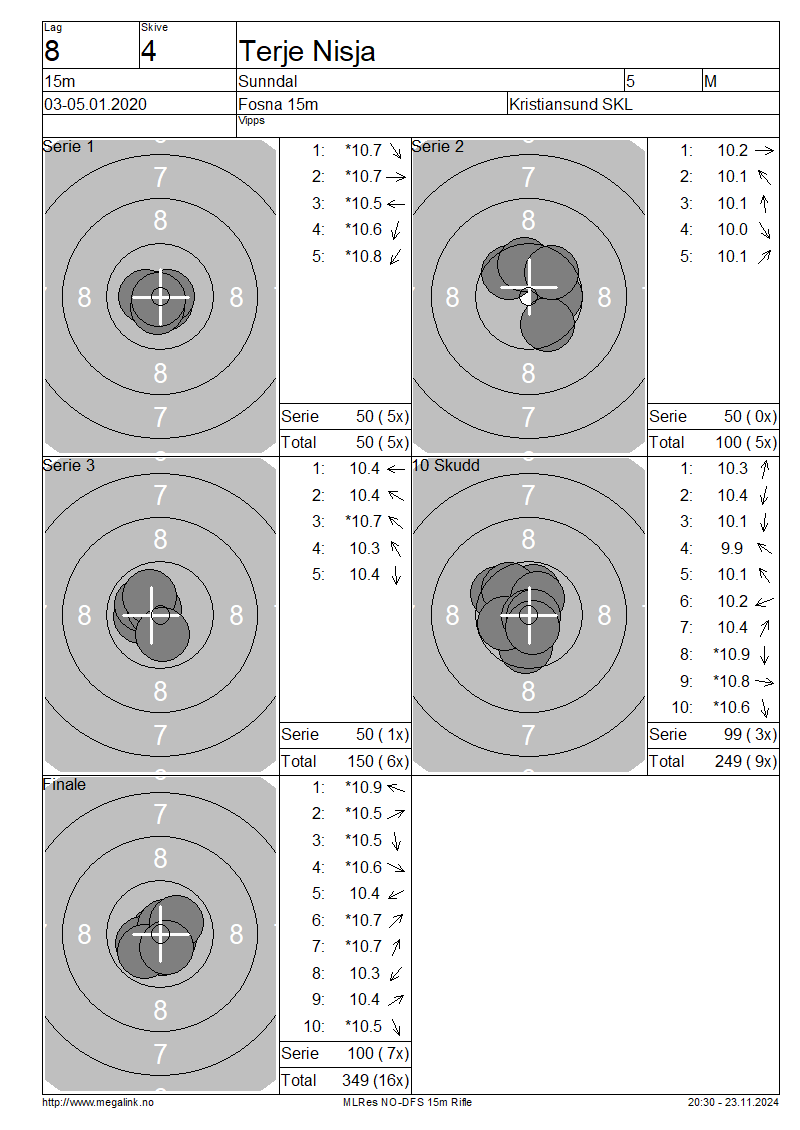 Lag Skive
8 4 Terje Nisja
15m Sunndal 5 M
03-05.01.2020 Fosna 15m Kristiansund SKL
Vipps
Serie 1
7
8
8 8
8
7
1: *10.7
2: *10.7
3: *10.5
4: *10.6
5: *10.8
Serie 50 ( 5x)
Total 50 ( 5x)
Serie 2
7
8
8 8
8
7
1: 10.2
2: 10.1
3: 10.1
4: 10.0
5: 10.1
Serie 50 ( 0x)
Total 100 ( 5x)
Serie 3
7
8
8 8
8
7
1: 10.4
2: 10.4
3: *10.7
4: 10.3
5: 10.4
Serie 50 ( 1x)
Total 150 ( 6x)
10 Skudd
7
8
8 8
8
7
1: 10.3
2: 10.4
3: 10.1
4: 9.9
5: 10.1
6: 10.2
7: 10.4
8: *10.9
9: *10.8
10: *10.6
Serie 99 ( 3x)
Total 249 ( 9x)
Finale
7
8
8 8
8
7
1: *10.9
2: *10.5
3: *10.5
4: *10.6
5: 10.4
6: *10.7
7: *10.7
8: 10.3
9: 10.4
10: *10.5
Serie 100 ( 7x)
Total 349 (16x)
http://www.megalink.no MLRes NO-DFS 15m Rifle 20:30 - 23.11.2024